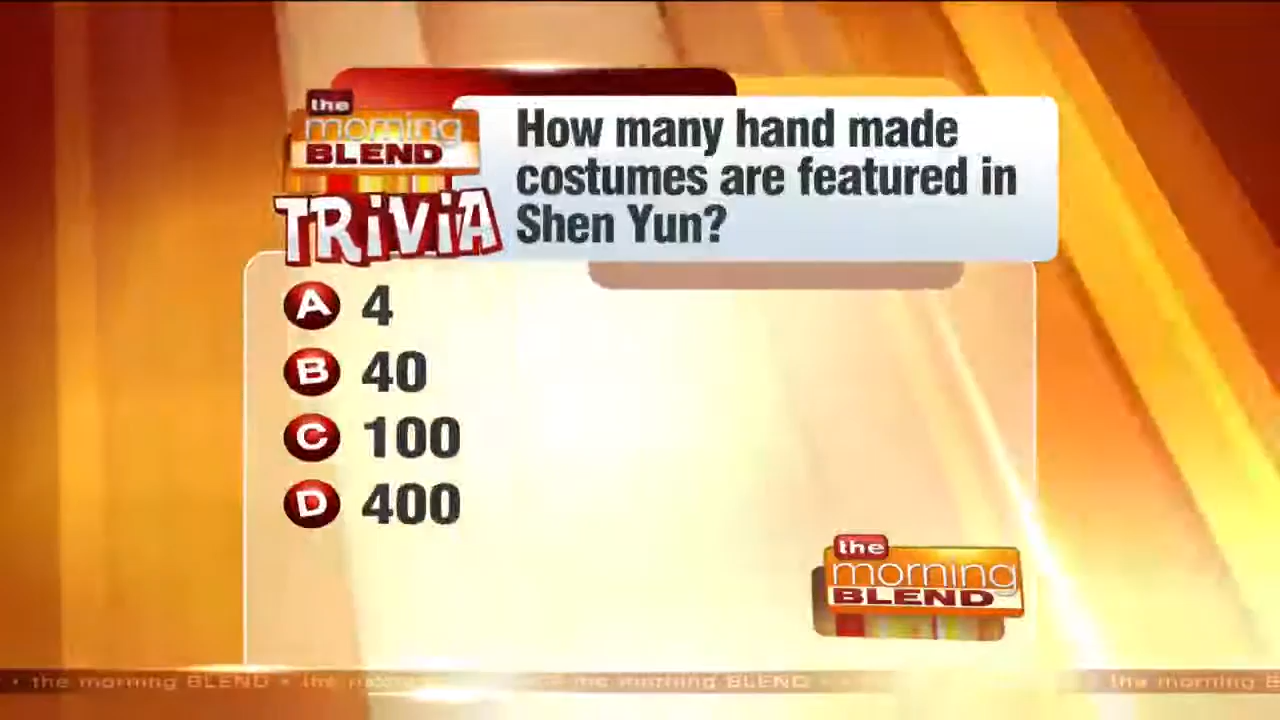 the
morning
BLEND
TRiViA
How many hand made
costumes are featured in
Shen Yun?
A 4
B 40
C 100
D 400
the
morning
BLEND
• the morning BLEND • the morning BLEND • the morning B